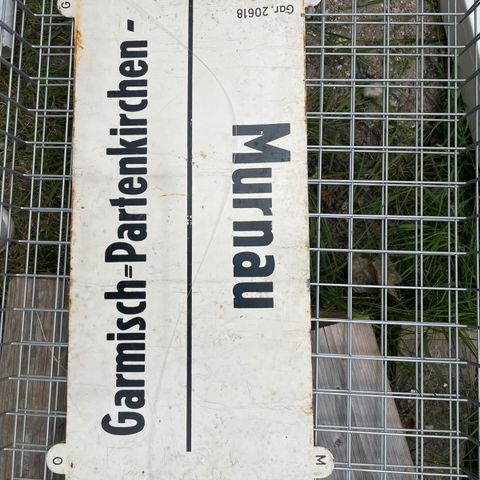 G
Garmisch=Partenkirchen -
O
Gar. 20618
Murnau
M